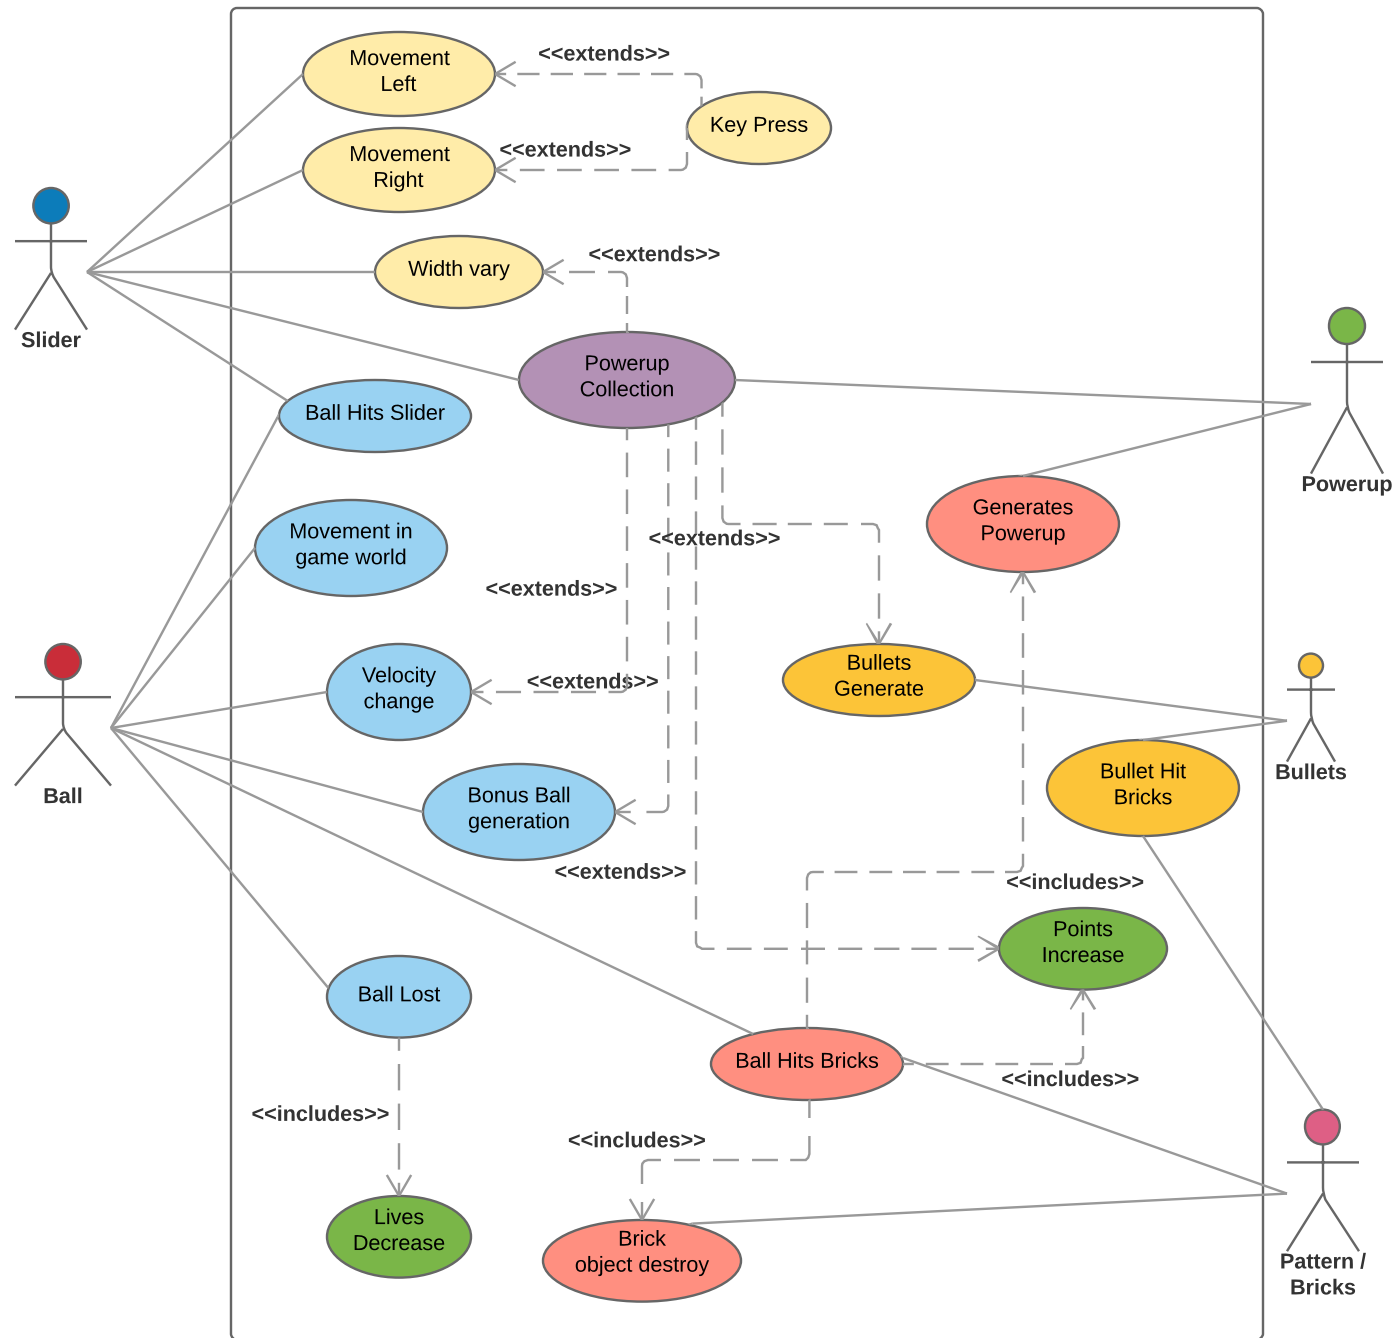 <<extends>>
Movement
Left
Key Press
<<extends>>
Movement
Right
<<extends>>
Width vary
Slider
Powerup
Collection
Ball Hits Slider
Powerup
Generates
Powerup
Movement in
game world
<<extends>>
<<extends>>
Bullets
Generate
Velocity
change
<<extends>>
Bullets
Bullet Hit
Bricks
Ball
Bonus Ball
generation
<<extends>>
<<includes>>
Points
Increase
Ball Lost
Ball Hits Bricks
<<includes>>
<<includes>>
<<includes>>
Lives
Decrease
Brick
object destroy
Pattern /
Bricks